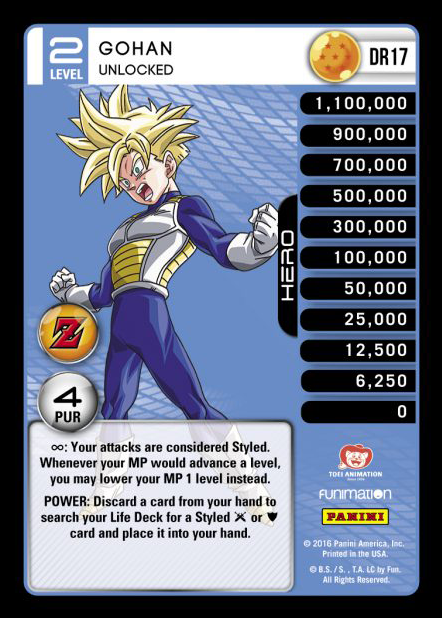 2
LEVEL
GOHAN
UNLOCKED
DR17
1,100,000
900,000
700,000
500,000
300,000
100,000
50,000
25,000
12,500
6,250
0
HERO
Z
4
PUR
∞: Your attacks are considered Styled.
Whenever your MP would advance a level,
you may lower your MP 1 level instead.
POWER: Discard a card from your hand to
search your Life Deck for a Styled or
card and place it into your hand.
TOEI ANIMATION
Since 1956
FUNIMATION
PANINI
© 2016 Panini America, Inc.
Printed in the USA.
© B.S. / S. , T.A. LC by Fun.
All Rights Reserved.